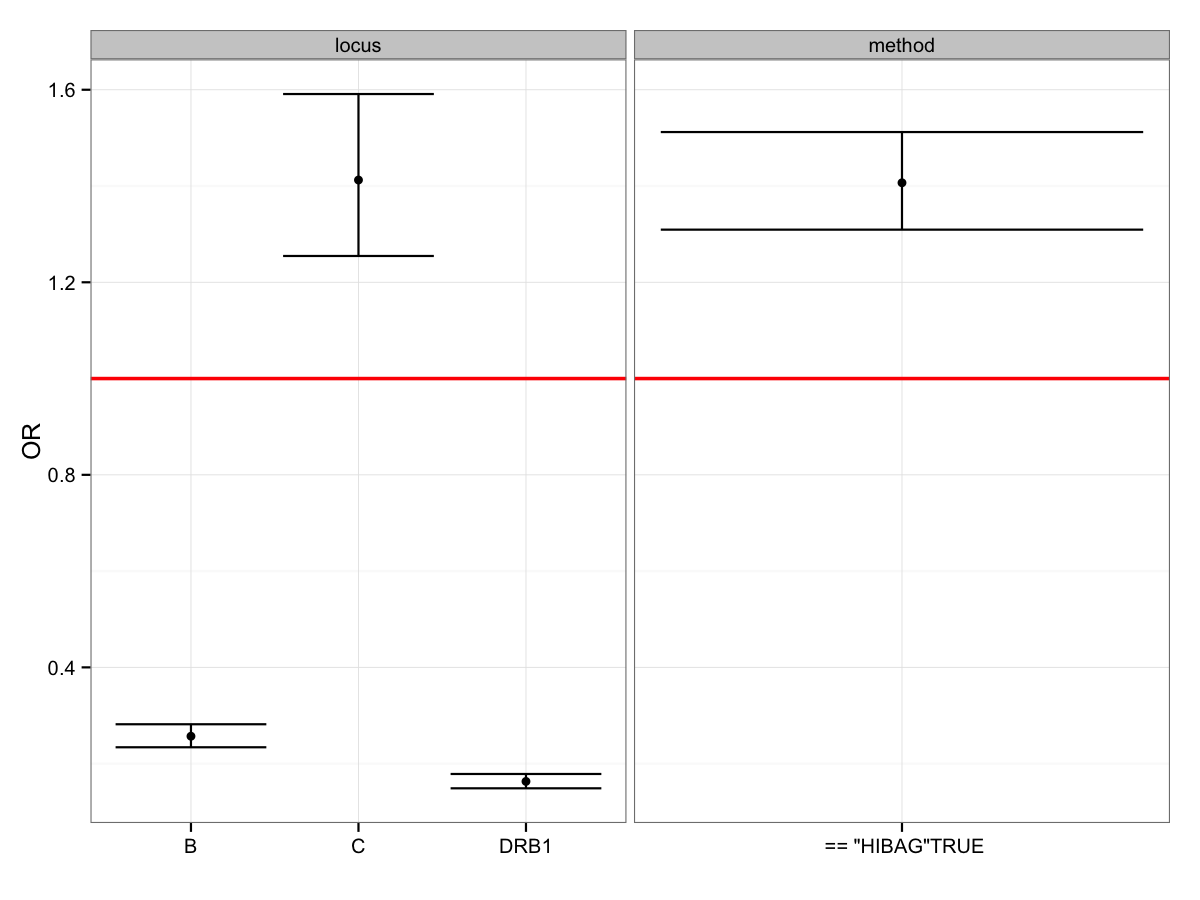 locus
method
1.6
1.2
0.8
0.4
OR
B
C
DRB1
== "HIBAG"TRUE